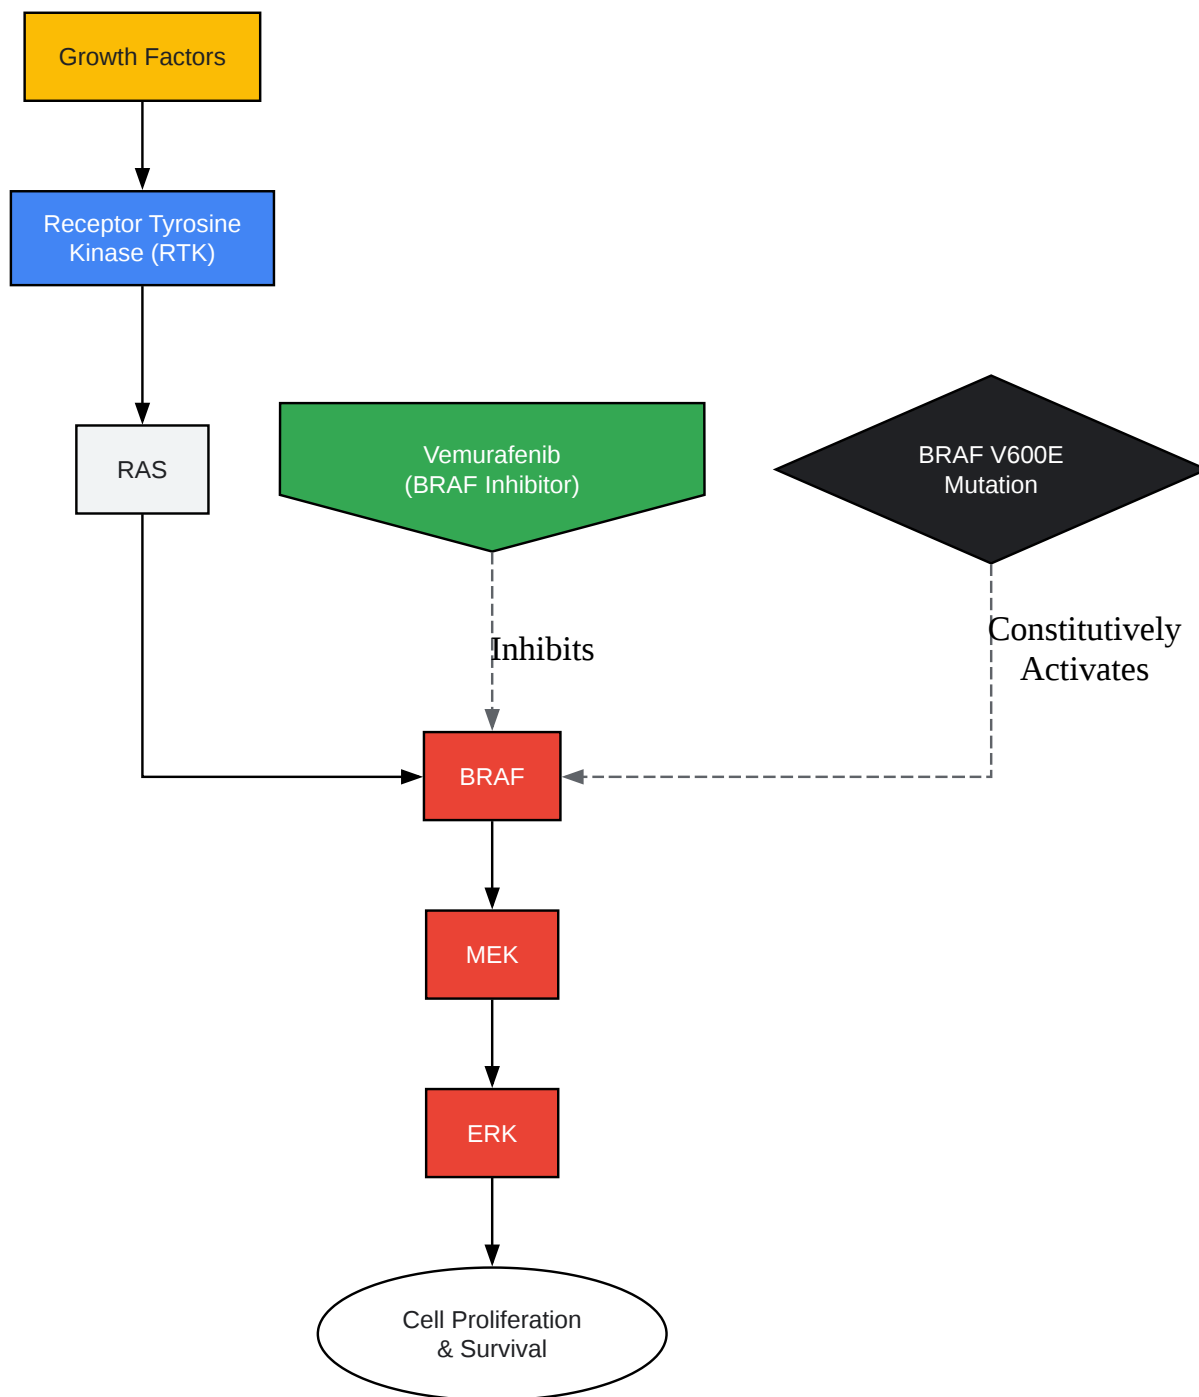 Growth Factors
Receptor Tyrosine
Kinase (RTK)
RAS
Vemurafenib
(BRAF Inhibitor)
BRAF V600E
Mutation
Inhibits
Constitutively
Activates
BRAF
MEK
ERK
Cell Proliferation
& Survival